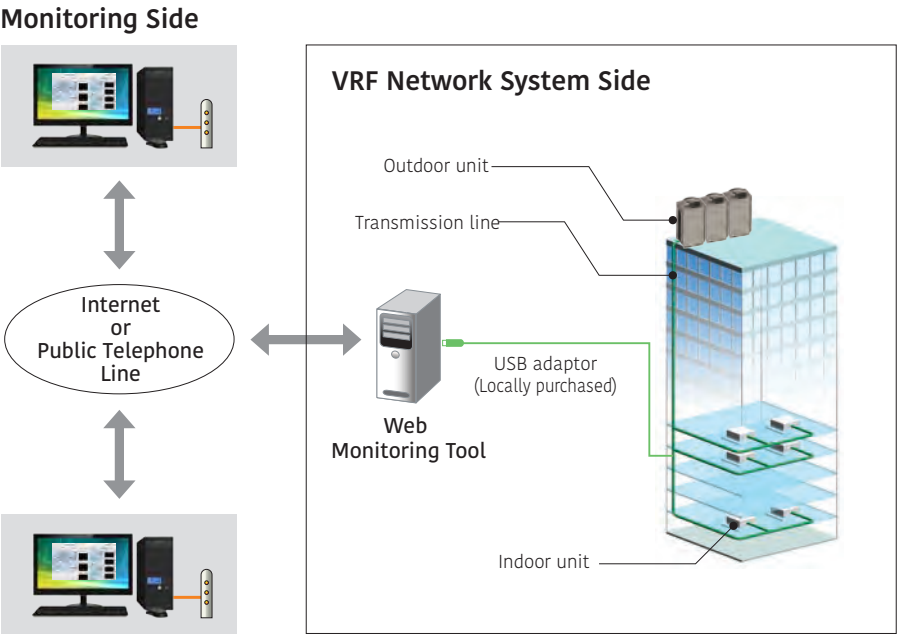 Monitoring Side
VRF Network System Side
Outdoor unit
Transmission line
Internet
or
Public Telephone
Line
USB adaptor
(Locally purchased)
Web
Monitoring Tool
Indoor unit